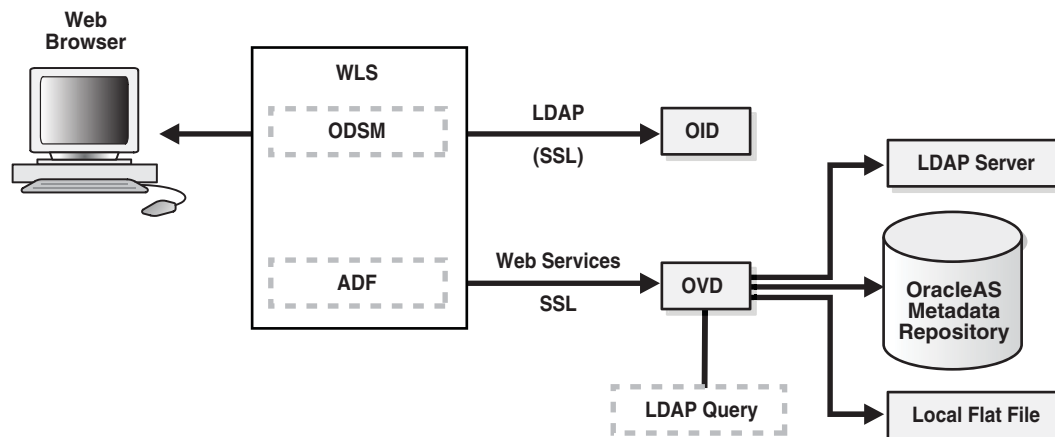 Web
Browser
WLS
ODSM
ADF
LDAP
(SSL)
OID
Web Services
SSL
OVD
LDAP Query
LDAP Server
OracleAS
Metadata
Repository
Local Flat File